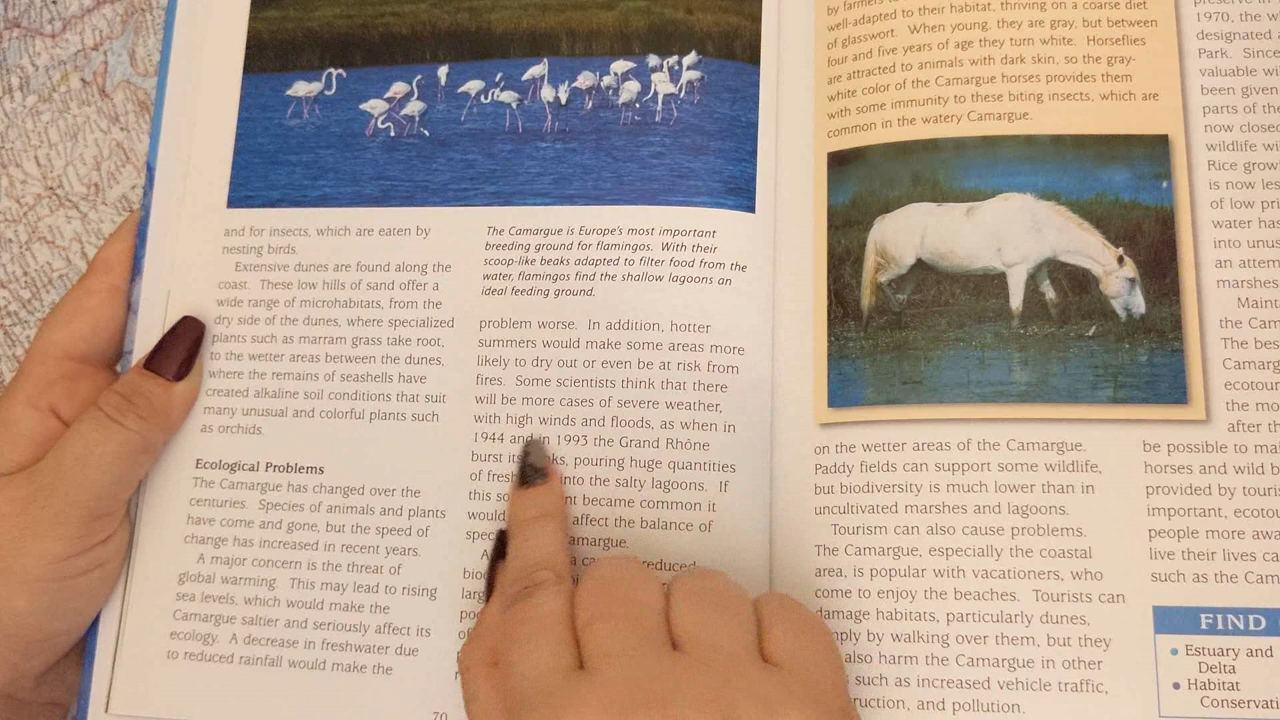 and for insects, which are eaten by
nesting birds.
Extensive dunes are found along the
coast. These low hills of sand offer a
wide range of microhabitats, from the
dry side of the dunes, where specialized
plants such as marram grass take root,
to the wetter areas between the dunes,
where the remains of seashells have
created alkaline soil conditions that suit
many unusual and colorful plants such
as orchids.
Ecological Problems
The Camargue has changed over the
centuries. Species of animals and plants
have come and gone, but the speed of
change has increased in recent years.
A major concern is the threat of
global warming. This may lead to rising
sea levels, which would make the
Camargue saltier and seriously affect its
ecology. A decrease in freshwater due
to reduced rainfall would make the
70
The Camargue is Europe's most important
breeding ground for flamingos. With their
scoop-like beaks adapted to filter food from the
water, flamingos find the shallow lagoons an
ideal feeding ground.
problem worse. In addition, hotter
summers would make some areas more
likely to dry out or even be at risk from
fires. Some scientists think that there
will be more cases of severe weather,
with high winds and floods, as when in
1944 and in 1993 the Grand Rhône
burst its ks, pouring huge quantities
of fresh into the salty lagoons. If
this so nt became common it
would affect the balance of
spec amargue.
A reduced
by farmers
well-adapted to their habitat, thriving on a coarse diet
of glasswort. When young, they are gray, but between
four and five years of age they turn white. Horseflies
are attracted to animals with dark skin, so the gray-
white color of the Camargue horses provides them
with some immunity to these biting insects, which are
common in the watery Camargue.
on the wetter areas of the Camargue.
Paddy fields can support some wildlife,
but biodiversity is much lower than in
uncultivated marshes and lagoons.
Tourism can also cause problems.
The Camargue, especially the coastal
area, is popular with vacationers, who
come to enjoy the beaches. Tourists can
damage habitats, particularly dunes,
mply by walking over them, but they
also harm the Camargue in other
such as increased vehicle traffic,
ruction, and pollution.
1970, the w
designated
Park. Since
valuable wi
been given
parts of the
now close
wildlife wi
Rice grow
is now les
of low pri
water has
into unus
an attem
marshes
Maint
the Cam
The bes
Camarg
ecotour
the mo
after th
be possible to ma
horses and wild b
provided by touri
important, ecotou
people more awa
live their lives ca
such as the Cam
FIND
Estuary and
Delta
Habitat
Conservati